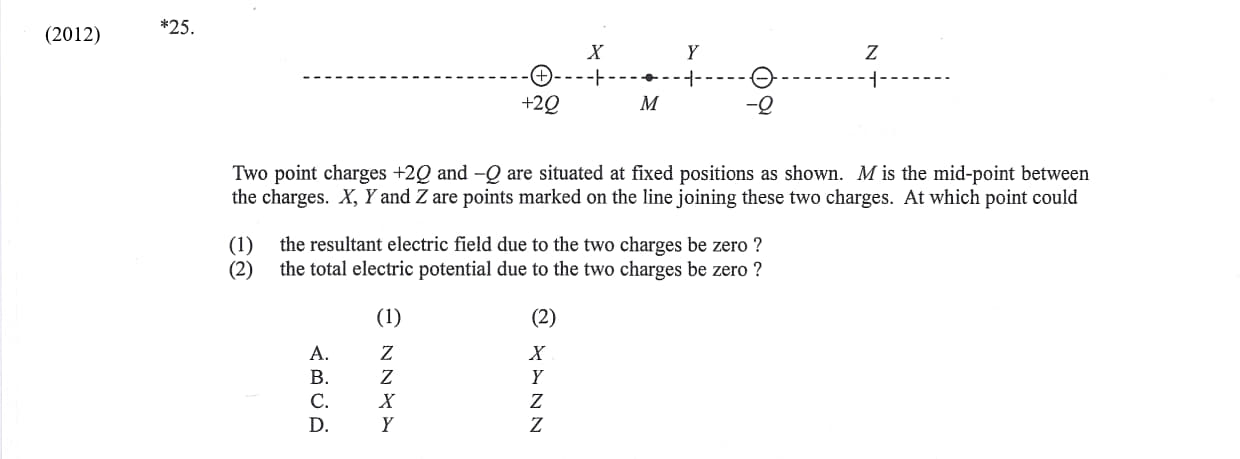 (2012) *25.
X Y Z
+2Q M −Q
Two point charges +2Q and −Q are situated at fixed positions as shown. M is the mid-point between
the charges. X, Y and Z are points marked on the line joining these two charges. At which point could
(1) the resultant electric field due to the two charges be zero ?
(2) the total electric potential due to the two charges be zero ?
(1) (2)
A. Z X
B. Z Y
C. X Z
D. Y Z